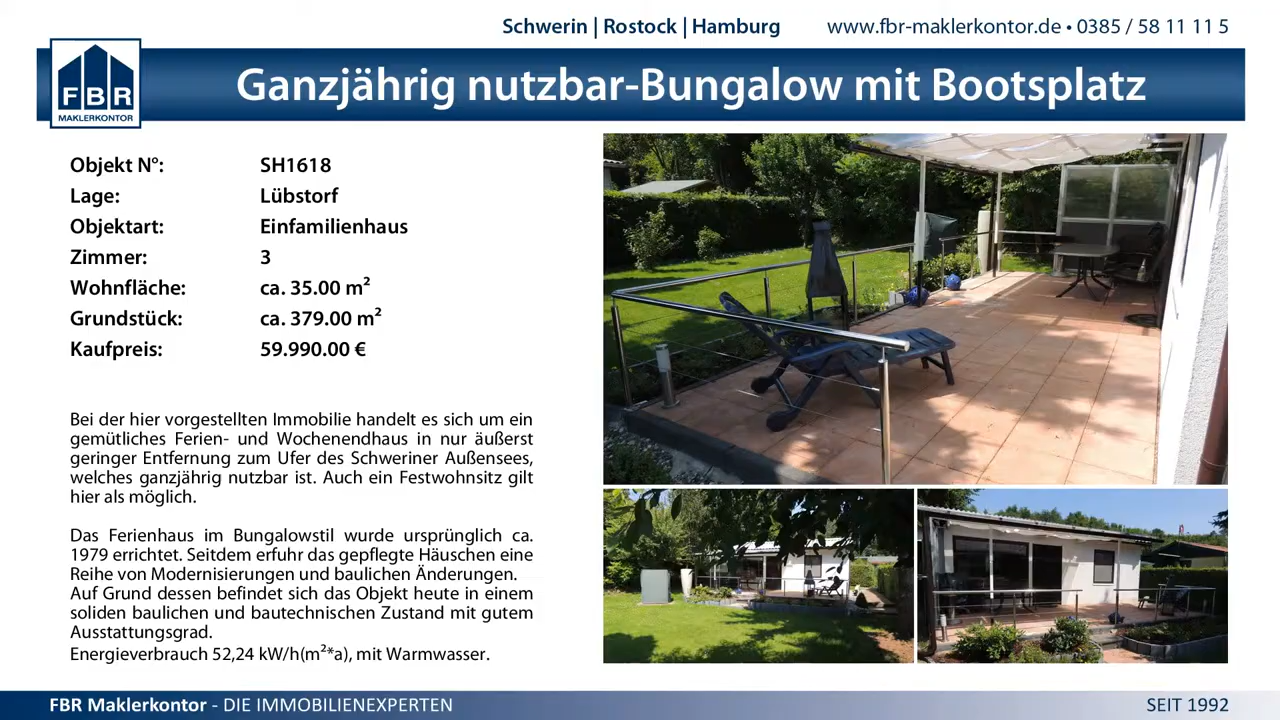 Schwerin | Rostock | Hamburg www.fbr-maklerkontor.de • 0385 / 58 11 11 5
FBR
MAKLERKONTOR
Ganzjährig nutzbar-Bungalow mit Bootsplatz
Objekt N°: SH1618
Lage: Lübstorf
Objektart: Einfamilienhaus
Zimmer: 3
Wohnfläche: ca. 35.00 m²
Grundstück: ca. 379.00 m²
Kaufpreis: 59.990.00 €
Bei der hier vorgestellten Immobilie handelt es sich um ein
gemütliches Ferien- und Wochenendhaus in nur äußerst
geringer Entfernung zum Ufer des Schweriner Außensees,
welches ganzjährig nutzbar ist. Auch ein Festwohnsitz gilt
hier als möglich.
Das Ferienhaus im Bungalowstil wurde ursprünglich ca.
1979 errichtet. Seitdem erfuhr das gepflegte Häuschen eine
Reihe von Modernisierungen und baulichen Änderungen.
Auf Grund dessen befindet sich das Objekt heute in einem
soliden baulichen und bautechnischen Zustand mit gutem
Ausstattungsgrad.
Energieverbrauch 52,24 kW/h(m²*a), mit Warmwasser.
FBR Maklerkontor - DIE IMMOBILIENEXPERTEN SEIT 1992